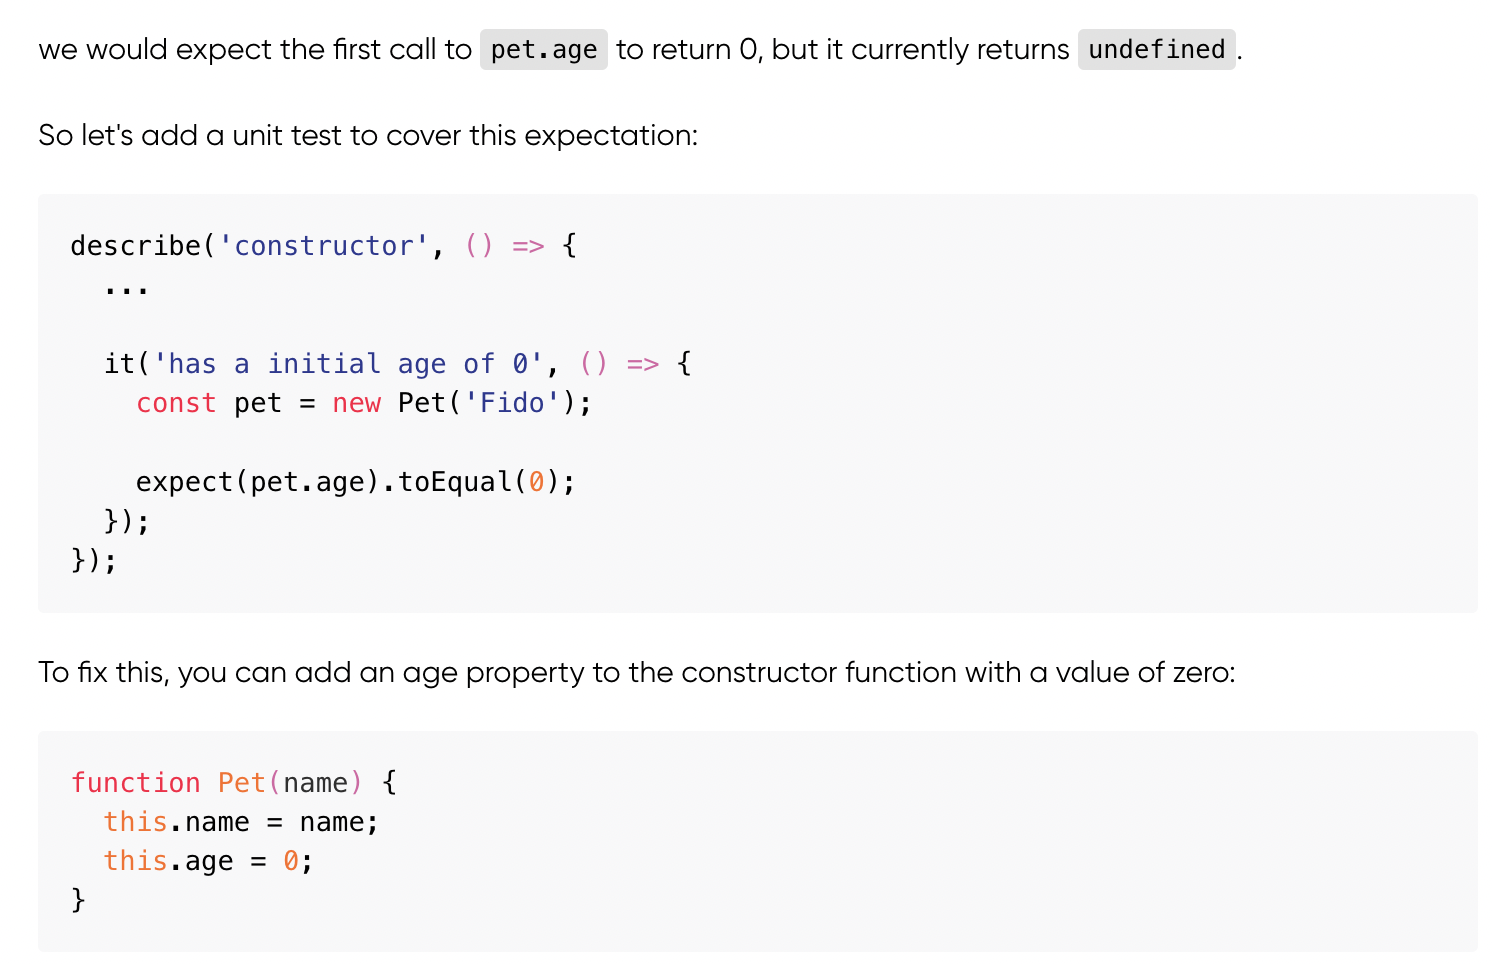 we would expect the first call to pet.age to return 0, but it currently returns undefined.
So let's add a unit test to cover this expectation:
describe('constructor', () => {
  ...
  it('has a initial age of 0', () => {
    const pet = new Pet('Fido');
    expect(pet.age).toEqual(0);
  });
});
To fix this, you can add an age property to the constructor function with a value of zero:
function Pet(name) {
  this.name = name;
  this.age = 0;
}